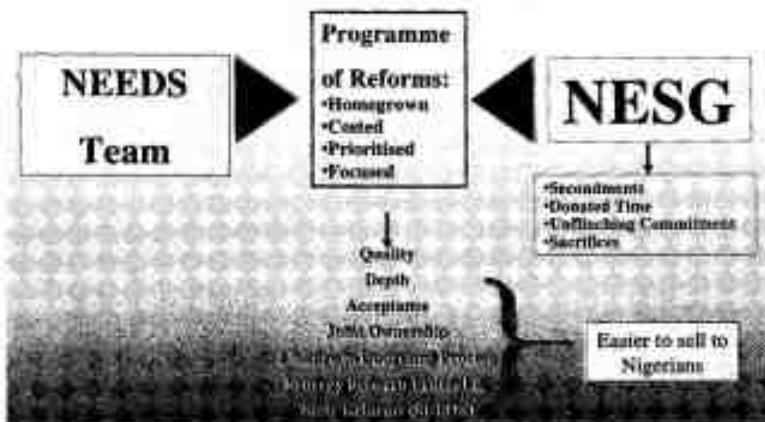 NEEDS
Team
Programme
of Reforms:
•Homegrown
•Costed
•Prioritised
•Focused
NESG
•Secondments
•Donated Time
•Unflinching Commitment
•Sacrifices
Quality
Depth
Acceptance
Joint Ownership
Easier to sell to
Nigerians